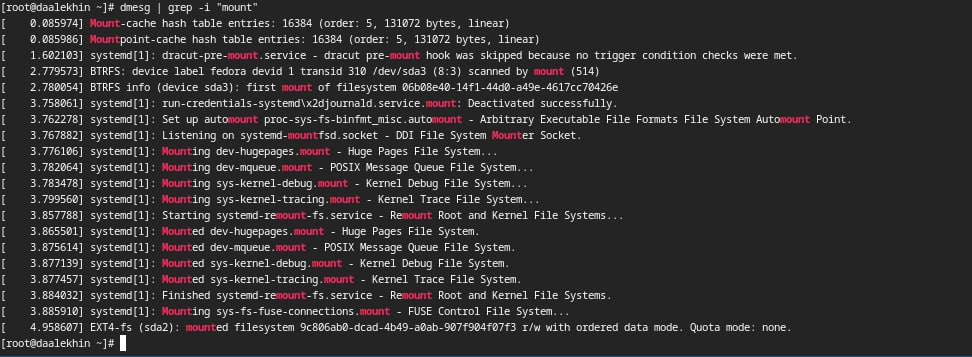 [root@daalekhin ~]# dmesg | grep -i "mount"
[    0.085974] Mount-cache hash table entries: 16384 (order: 5, 131072 bytes, linear)
[    0.085986] Mountpoint-cache hash table entries: 16384 (order: 5, 131072 bytes, linear)
[    1.602103] systemd[1]: dracut-pre-mount.service - dracut pre-mount hook was skipped because no trigger condition checks were met.
[    2.779573] BTRFS: device label fedora devid 1 transid 310 /dev/sda3 (8:3) scanned by mount (514)
[    2.780054] BTRFS info (device sda3): first mount of filesystem 06b08e40-14f1-44d0-a49e-4617cc70426e
[    3.758061] systemd[1]: run-credentials-systemd\x2djournald.service.mount: Deactivated successfully.
[    3.762278] systemd[1]: Set up automount proc-sys-fs-binfmt_misc.automount - Arbitrary Executable File Formats File System Automount Point.
[    3.767882] systemd[1]: Listening on systemd-mountfsd.socket - DDI File System Mounter Socket.
[    3.776106] systemd[1]: Mounting dev-hugepages.mount - Huge Pages File System...
[    3.782064] systemd[1]: Mounting dev-mqueue.mount - POSIX Message Queue File System...
[    3.783478] systemd[1]: Mounting sys-kernel-debug.mount - Kernel Debug File System...
[    3.799560] systemd[1]: Mounting sys-kernel-tracing.mount - Kernel Trace File System...
[    3.857788] systemd[1]: Starting systemd-remount-fs.service - Remount Root and Kernel File Systems...
[    3.865501] systemd[1]: Mounted dev-hugepages.mount - Huge Pages File System.
[    3.875614] systemd[1]: Mounted dev-mqueue.mount - POSIX Message Queue File System.
[    3.877139] systemd[1]: Mounted sys-kernel-debug.mount - Kernel Debug File System.
[    3.877457] systemd[1]: Mounted sys-kernel-tracing.mount - Kernel Trace File System.
[    3.884032] systemd[1]: Finished systemd-remount-fs.service - Remount Root and Kernel File Systems.
[    3.885910] systemd[1]: Mounting sys-fs-fuse-connections.mount - FUSE Control File System...
[    4.958607] EXT4-fs (sda2): mounted filesystem 9c806ab0-dcad-4b49-a0ab-907f904f07f3 r/w with ordered data mode. Quota mode: none.
[root@daalekhin ~]#